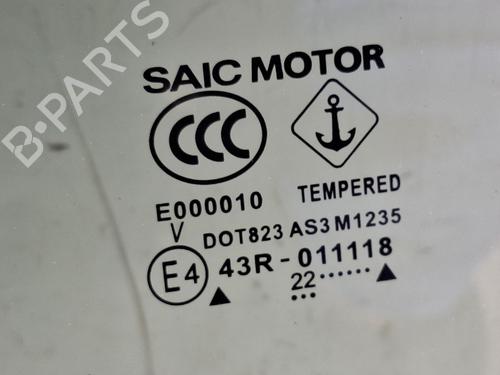 B-PARTS
SAIC MOTOR
CCC
E000010 TEMPERED
V DOT823 AS3 M1235
E4 43R-011118
▲ 22······ ▲
···